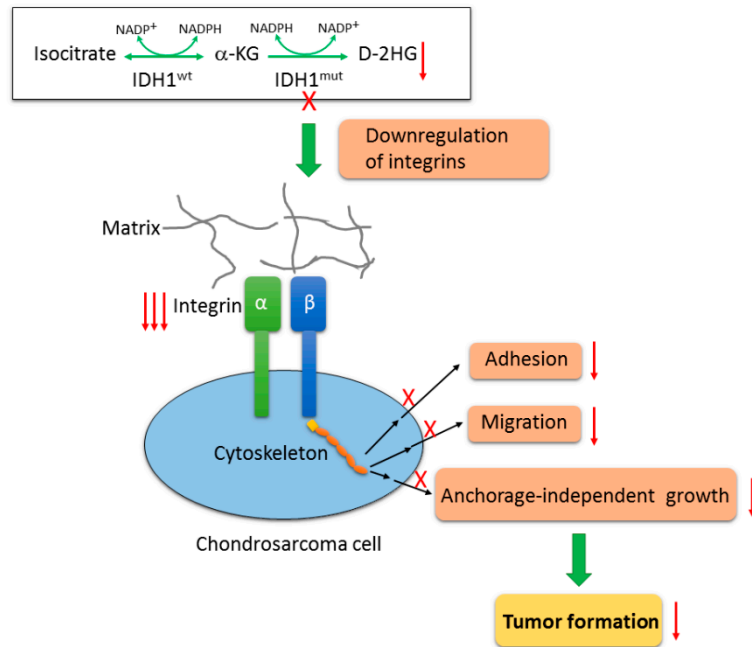 NADP⁺ NADPH NADPH NADP⁺
Isocitrate α-KG D-2HG
IDH1ʷᵗ IDH1ᵐᵘᵗ
X
Downregulation
of integrins
Matrix
Integrin α β
Adhesion
X
Migration
X
Cytoskeleton
X
Anchorage-independent growth
Chondrosarcoma cell
Tumor formation